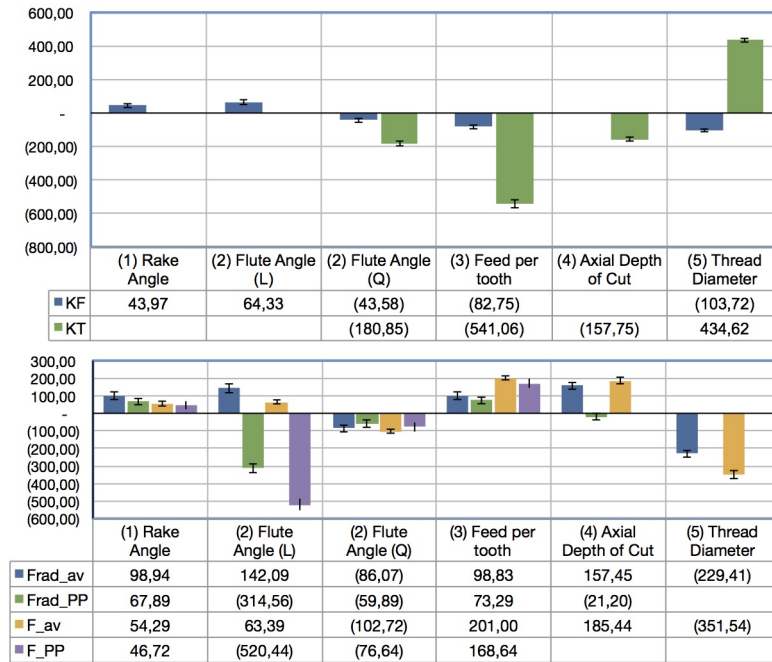 600,00
400,00
200,00
-
(200,00)
(400,00)
(600,00)
(800,00)
(1) Rake Angle (2) Flute Angle (L) (2) Flute Angle (Q) (3) Feed per tooth (4) Axial Depth of Cut (5) Thread Diameter
KF 43,97 64,33 (43,58) (82,75) (103,72)
KT (180,85) (541,06) (157,75) 434,62
300,00
200,00
100,00
-
(100,00)
(200,00)
(300,00)
(400,00)
(500,00)
(600,00)
(1) Rake Angle (2) Flute Angle (L) (2) Flute Angle (Q) (3) Feed per tooth (4) Axial Depth of Cut (5) Thread Diameter
Frad_av 98,94 142,09 (86,07) 98,83 157,45 (229,41)
Frad_PP 67,89 (314,56) (59,89) 73,29 (21,20)
F_av 54,29 63,39 (102,72) 201,00 185,44 (351,54)
F_PP 46,72 (520,44) (76,64) 168,64